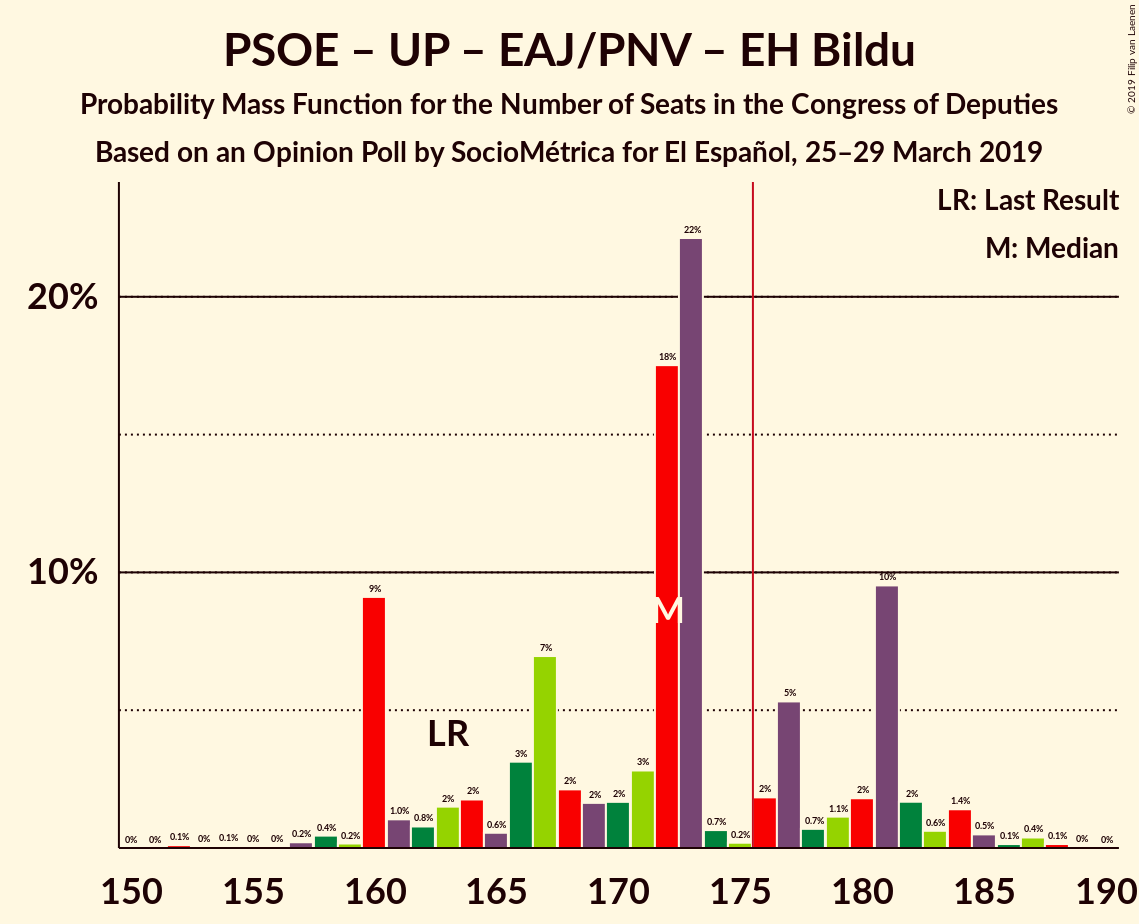 PSOE – UP – EAJ/PNV – EH Bildu
Probability Mass Function for the Number of Seats in the Congress of Deputies
Based on an Opinion Poll by SocioMétrica for El Español, 25–29 March 2019
© 2019 Filip van Laenen
LR: Last Result
M: Median
20%
10%
0% 0% 0.1% 0% 0.1% 0% 0% 0.2% 0.4% 0.2% 9% 1.0% 0.8% 2% 2% 0.6% 3% 7% 2% 2% 2% 3% 18% 22% 0.7% 0.2% 2% 5% 0.7% 1.1% 2% 10% 2% 0.6% 1.4% 0.5% 0.1% 0.4% 0.1% 0% 0%
M
LR
150 155 160 165 170 175 180 185 190